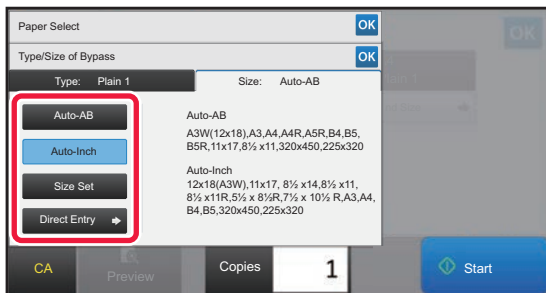 Paper Select
OK
Type/Size of Bypass
OK
OK
Type: Plain 1
Size: Auto-AB
Auto-AB
Auto-Inch
Size Set
Direct Entry
Auto-AB
A3W(12x18),A3,A4,A4R,A5R,B4,B5,
B5R,11x17,8½ x11,320x450,225x320
Auto-Inch
12x18(A3W),11x17, 8½ x14,8½ x11,
8½ x11R,5½ x 8½R,7½ x 10½ R,A3,A4,
B4,B5,320x450,225x320
CA
Preview
Copies
1
Start